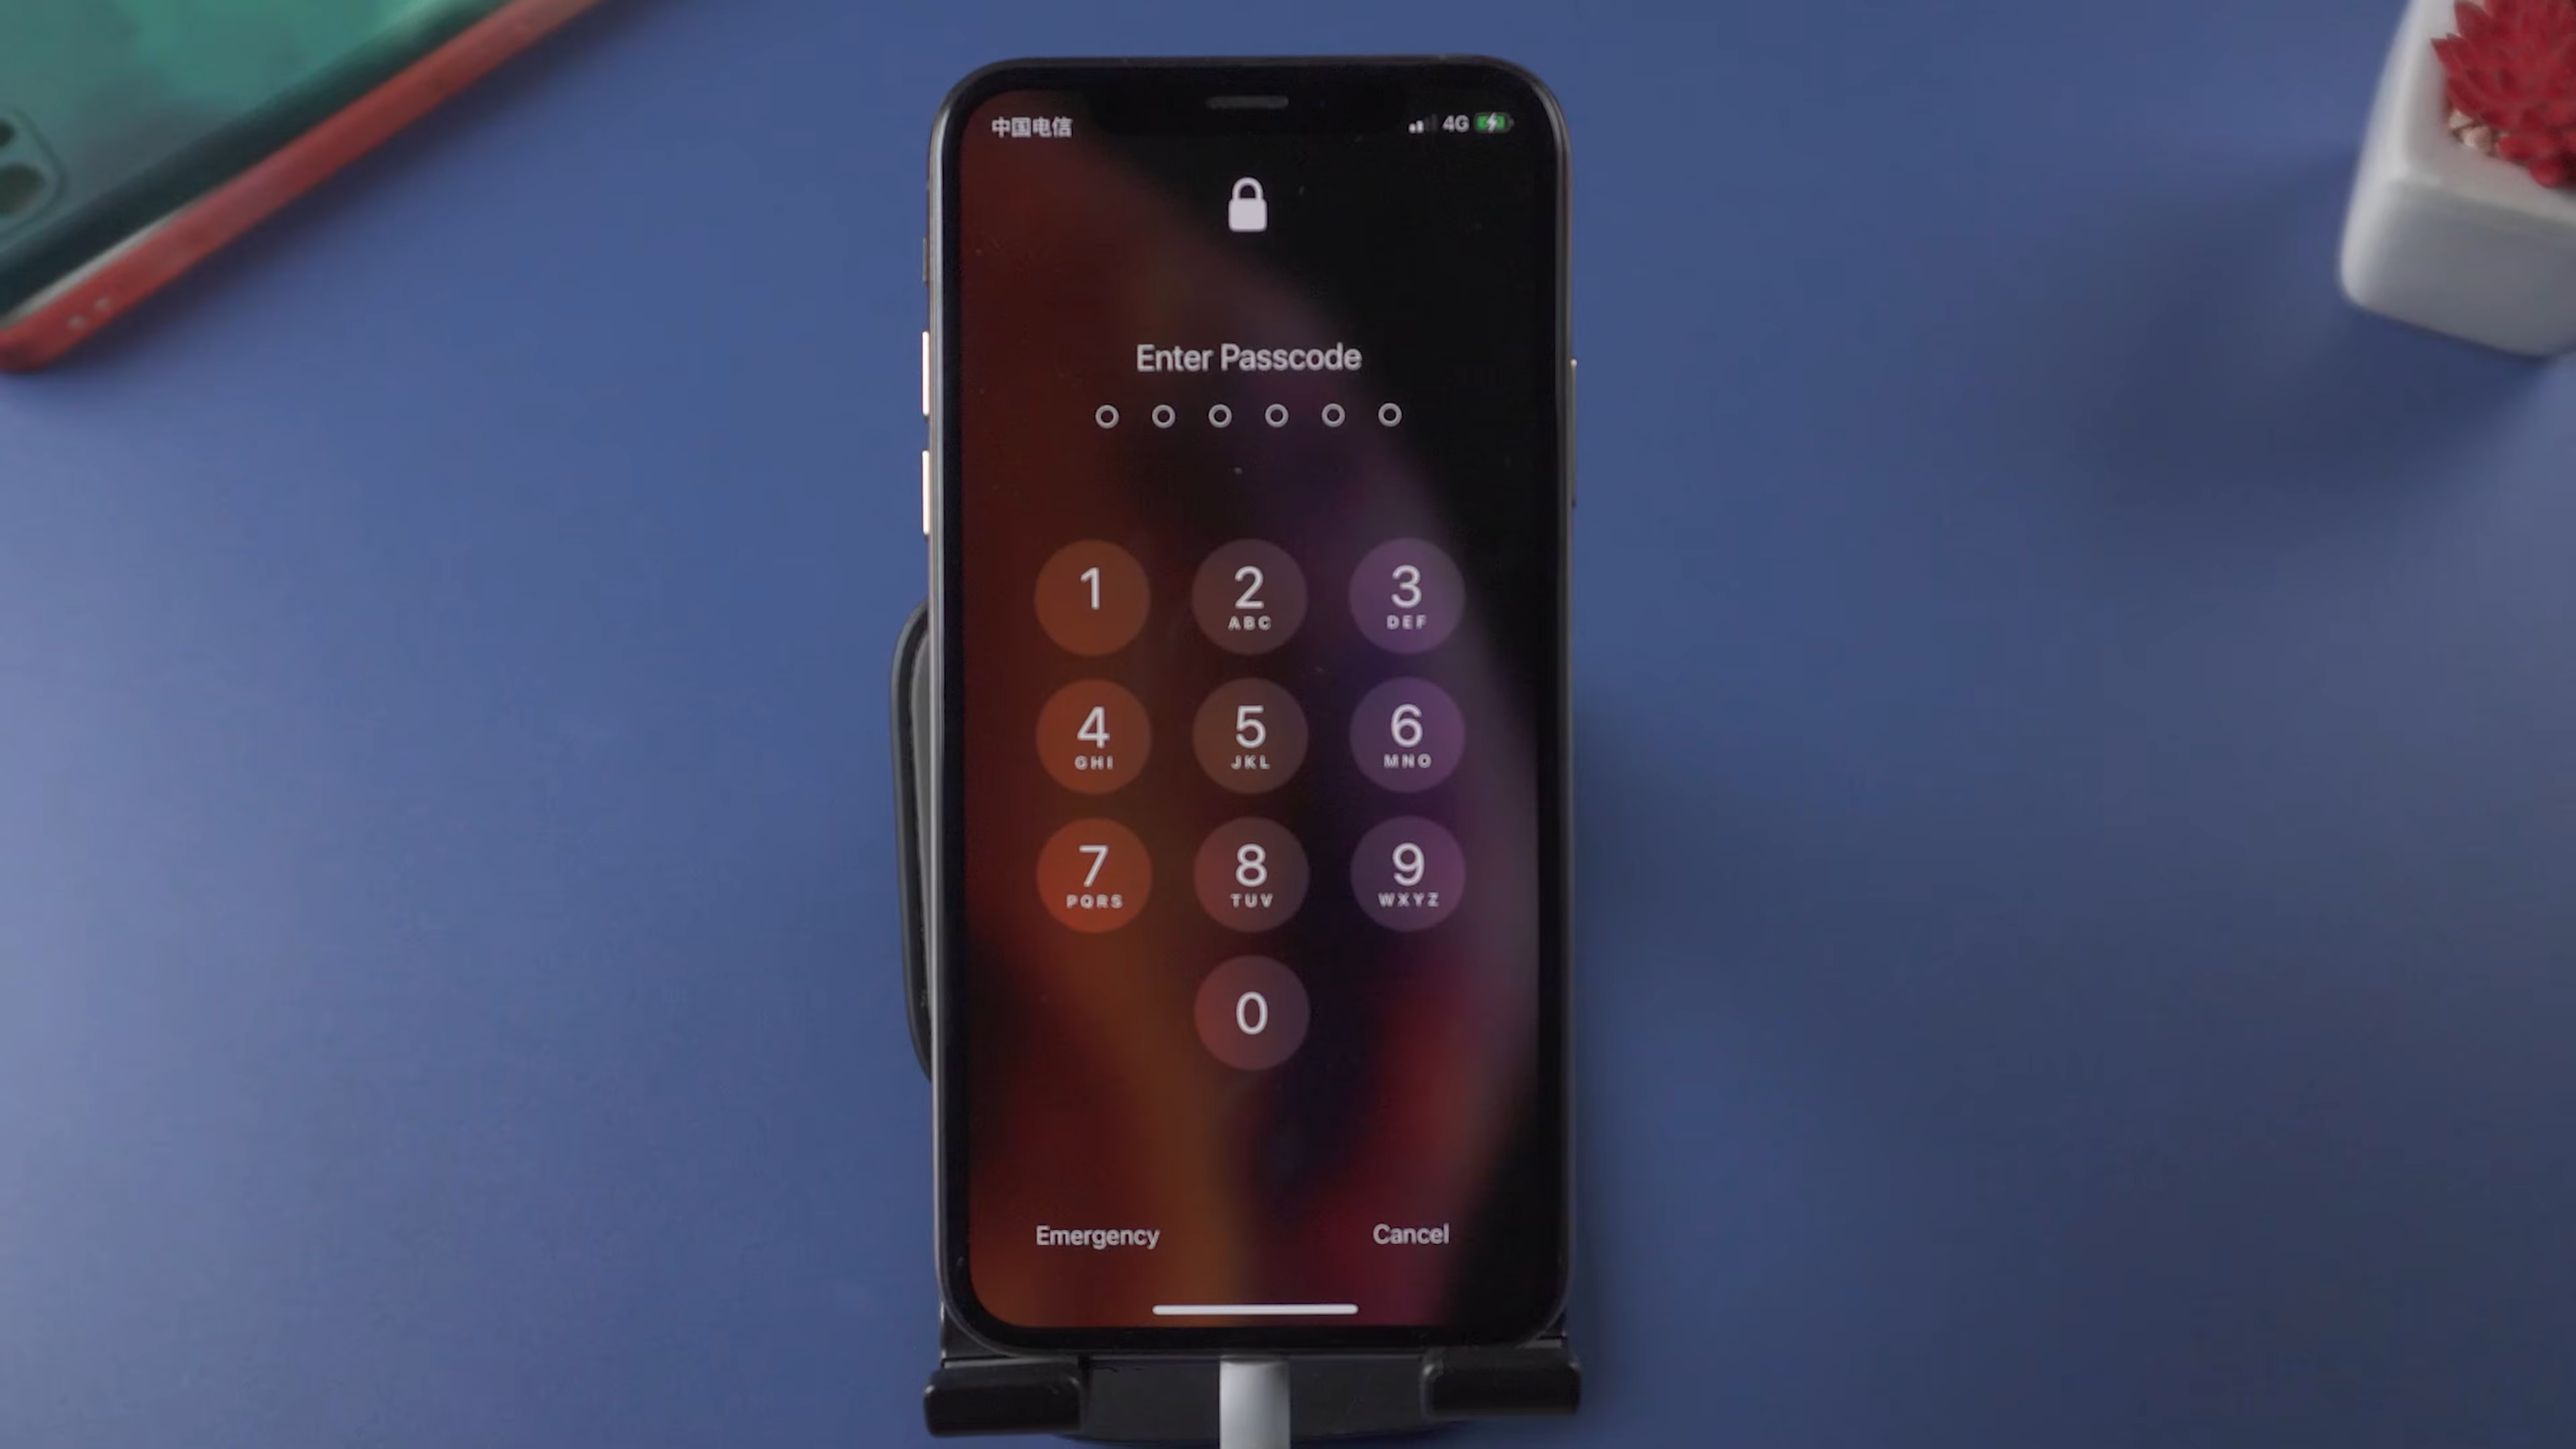 中国电信 4G
Enter Passcode
1 2 3
ABC DEF
4 5 6
GHI JKL MNO
7 8 9
PQRS TUV WXYZ
0
Emergency Cancel